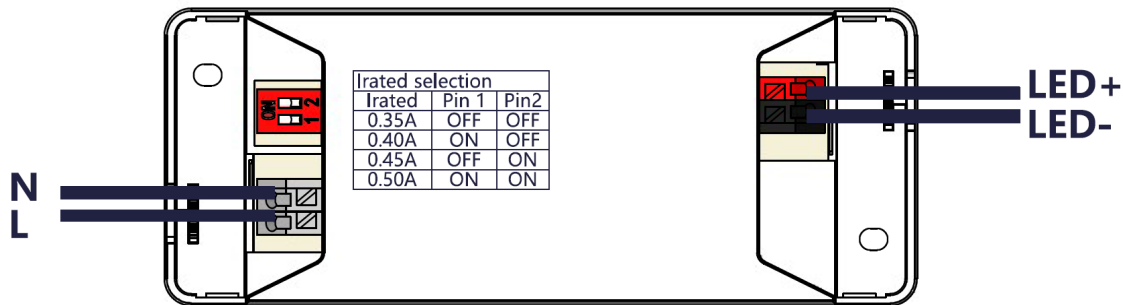 Irated selection
Irated Pin 1 Pin2
0.35A OFF OFF
0.40A ON OFF
0.45A OFF ON
0.50A ON ON
ON
1 2
LED+
LED-
N
L